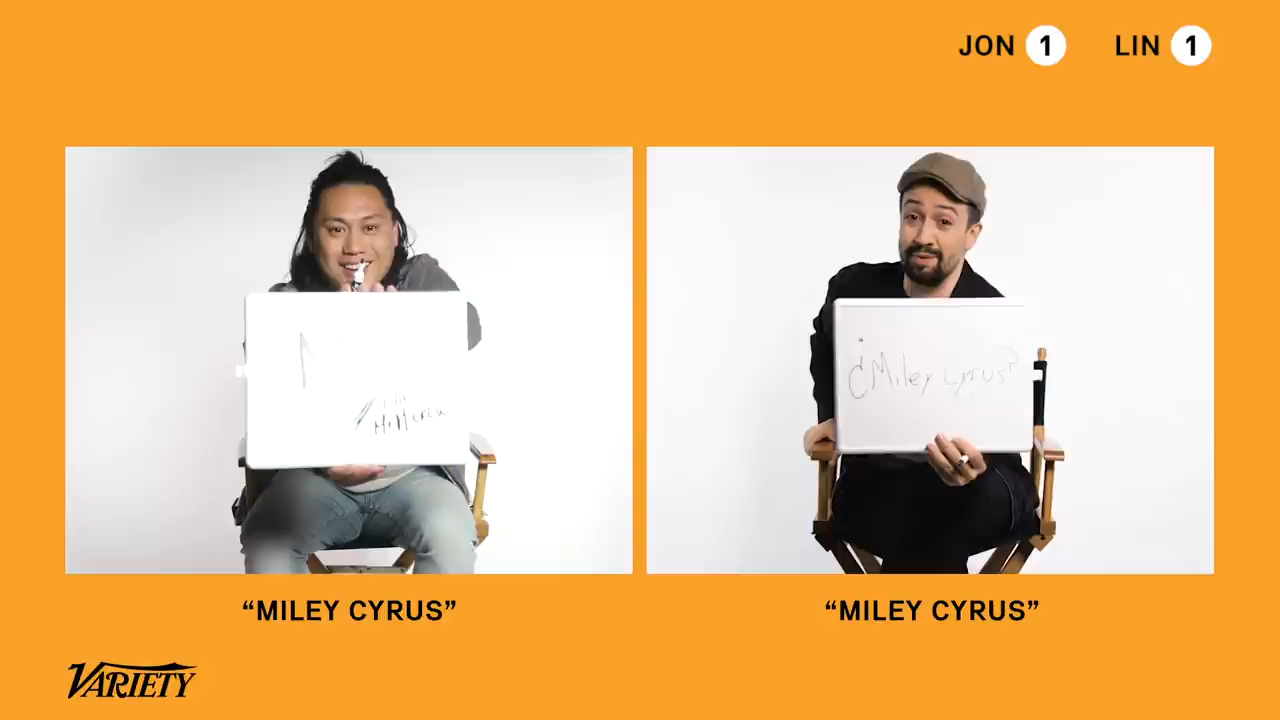 JON 1 LIN 1
¿Miley Cyrus?
“MILEY CYRUS”
“MILEY CYRUS”
VARIETY